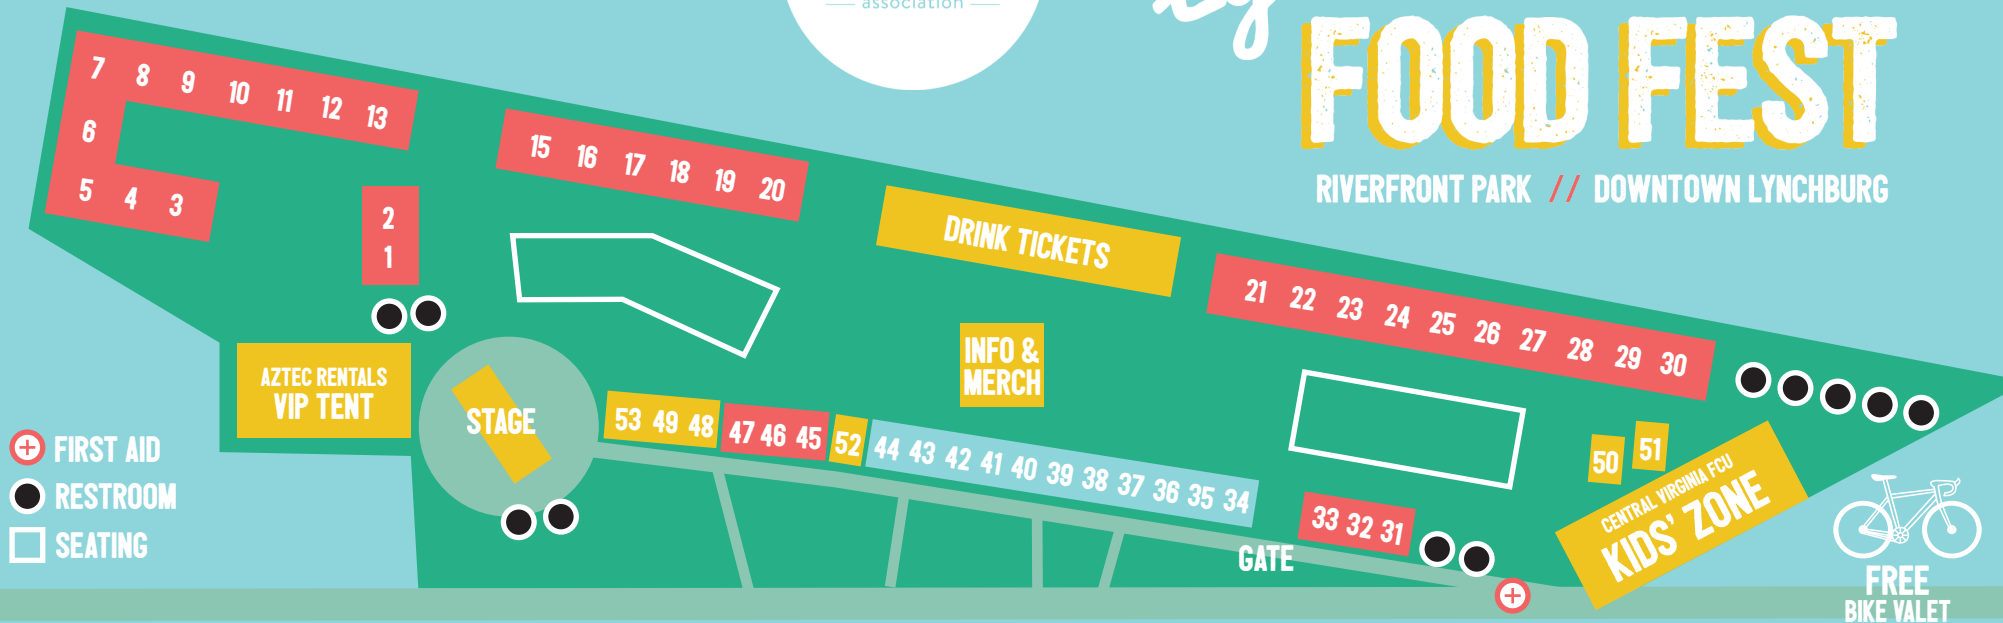 association
FOOD FEST
RIVERFRONT PARK // DOWNTOWN LYNCHBURG
7 8 9 10 11 12 13
6
5 4 3
2
1
15 16 17 18 19 20
DRINK TICKETS
21 22 23 24 25 26 27 28 29 30
INFO &
MERCH
AZTEC RENTALS
VIP TENT
STAGE
53 49 48
47 46 45
52
44 43 42 41 40 39 38 37 36 35 34
33 32 31
50
51
CENTRAL VIRGINIA FCU
KIDS' ZONE
GATE
FIRST AID
RESTROOM
SEATING
FREE
BIKE VALET